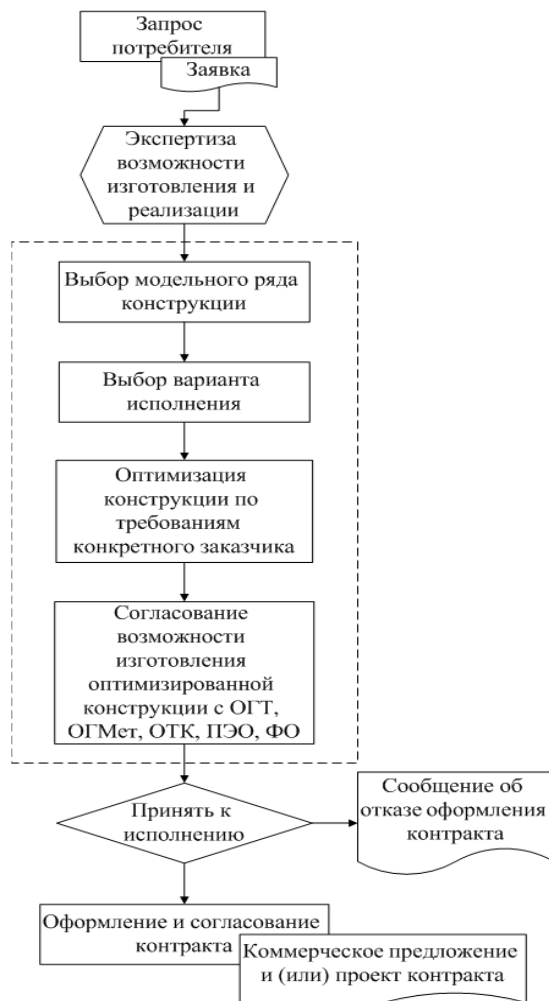 Запрос
потребителя
Заявка
Экспертиза
возможности
изготовления и
реализации
Выбор модельного ряда
конструкции
Выбор варианта
исполнения
Оптимизация
конструкции по
требованиям
конкретного заказчика
Согласование
возможности
изготовления
оптимизированной
конструкции с ОГТ,
ОГМет, ОТК, ПЭО, ФО
Принять к
исполнению
Сообщение об
отказе оформления
контракта
Оформление и согласование
контракта
Коммерческое предложение
и (или) проект контракта